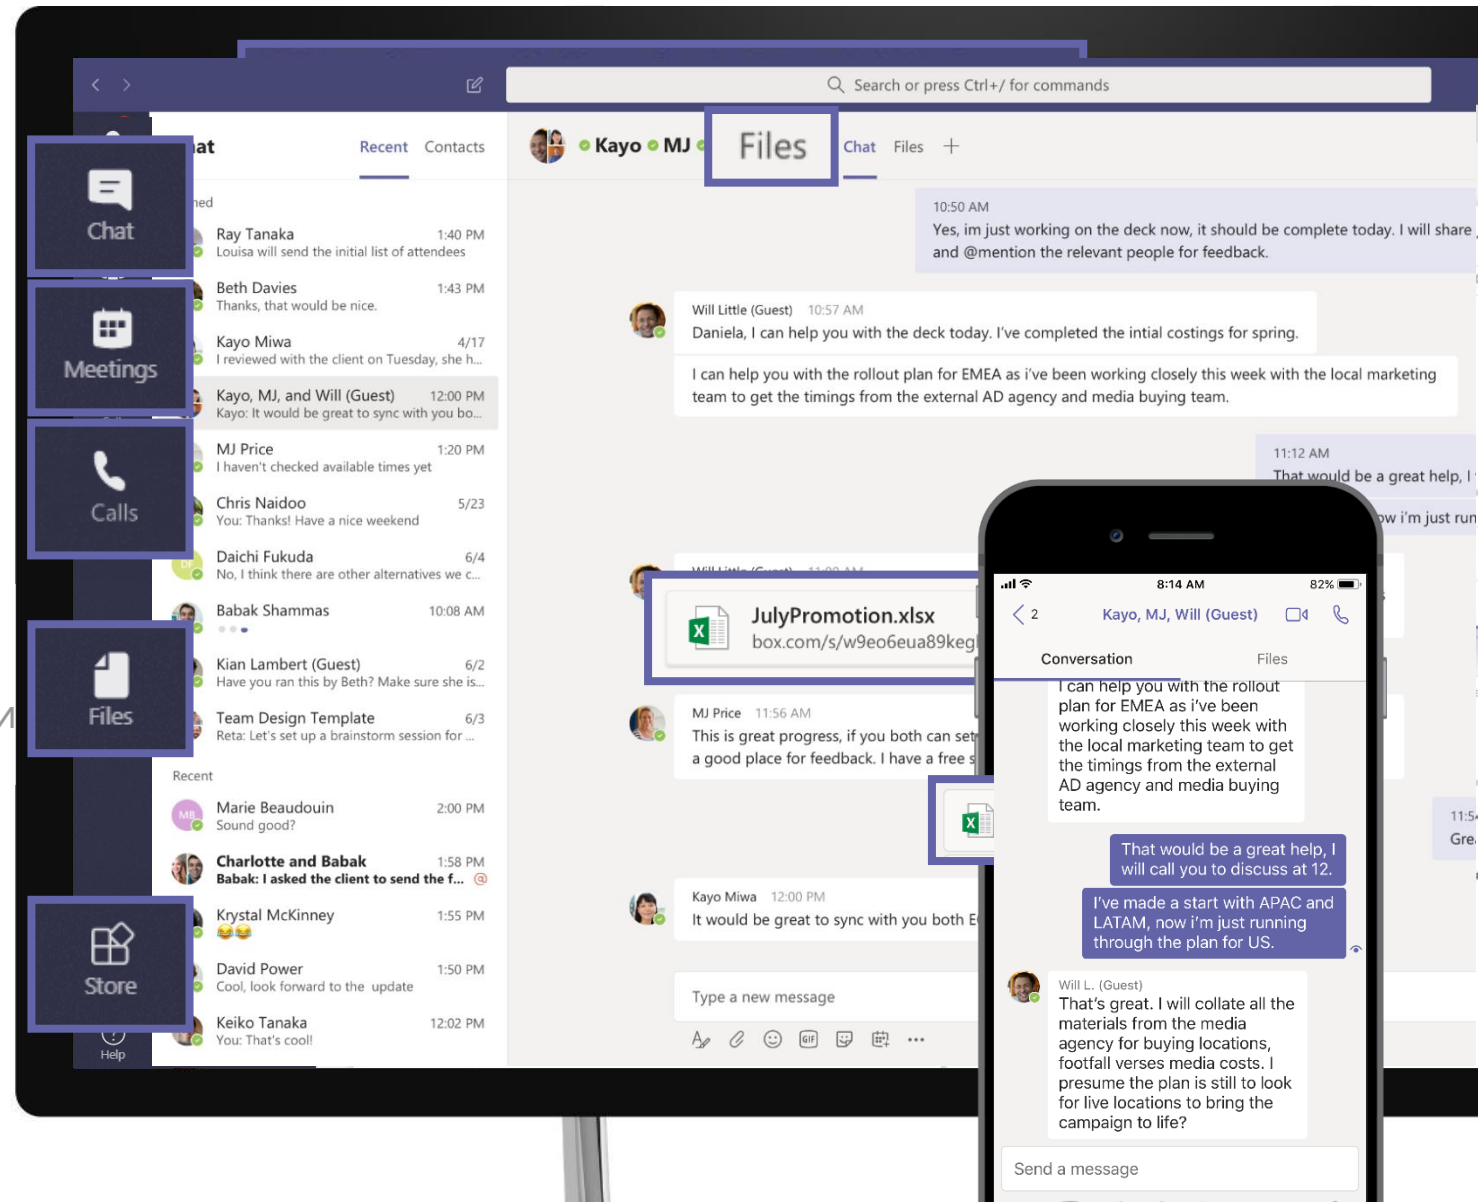 Search or press Ctrl+/ for commands
Chat
Meetings
Calls
Files
Store
Help
at
Recent
Contacts
Ray Tanaka 1:40 PM
Louisa will send the initial list of attendees
Beth Davies 1:43 PM
Thanks, that would be nice.
Kayo Miwa 4/17
I reviewed with the client on Tuesday, she h...
Kayo, MJ, and Will (Guest) 12:00 PM
Kayo: It would be great to sync with you bo...
MJ Price 1:20 PM
I haven't checked available times yet
Chris Naidoo 5/23
You: Thanks! Have a nice weekend
DF
Daichi Fukuda 6/4
No, I think there are other alternatives we c...
Babak Shammas 10:08 AM
Kian Lambert (Guest) 6/2
Have you ran this by Beth? Make sure she is...
Team Design Template 6/3
Reta: Let's set up a brainstorm session for ...
Recent
MB
Marie Beaudouin 2:00 PM
Sound good?
Charlotte and Babak 1:58 PM
Babak: I asked the client to send the f... @
Krystal McKinney 1:55 PM
😂😂
David Power 1:50 PM
Cool, look forward to the update
Keiko Tanaka 12:02 PM
You: That's cool!
Kayo MJ
Files
Chat Files
10:50 AM
Yes, im just working on the deck now, it should be complete today. I will share
and @mention the relevant people for feedback.
Will Little (Guest) 10:57 AM
Daniela, I can help you with the deck today. I've completed the intial costings for spring.
I can help you with the rollout plan for EMEA as i've been working closely this week with the local marketing
team to get the timings from the external AD agency and media buying team.
11:12 AM
That would be a great help, I
i'm just run
JulyPromotion.xlsx
box.com/s/w9eo6eua89keg
MJ Price 11:56 AM
This is great progress, if you both can set
a good place for feedback. I have a free s
11:5
Gre
Kayo Miwa 12:00 PM
It would be great to sync with you both E
Type a new message
GIF
8:14 AM
82%
2
Kayo, MJ, Will (Guest)
Conversation Files
I can help you with the rollout
plan for EMEA as i've been
working closely this week with
the local marketing team to get
the timings from the external
AD agency and media buying
team.
That would be a great help, I
will call you to discuss at 12.
I've made a start with APAC and
LATAM, now i'm just running
through the plan for US.
Will L. (Guest)
That's great. I will collate all the
materials from the media
agency for buying locations,
footfall verses media costs. I
presume the plan is still to look
for live locations to bring the
campaign to life?
Send a message